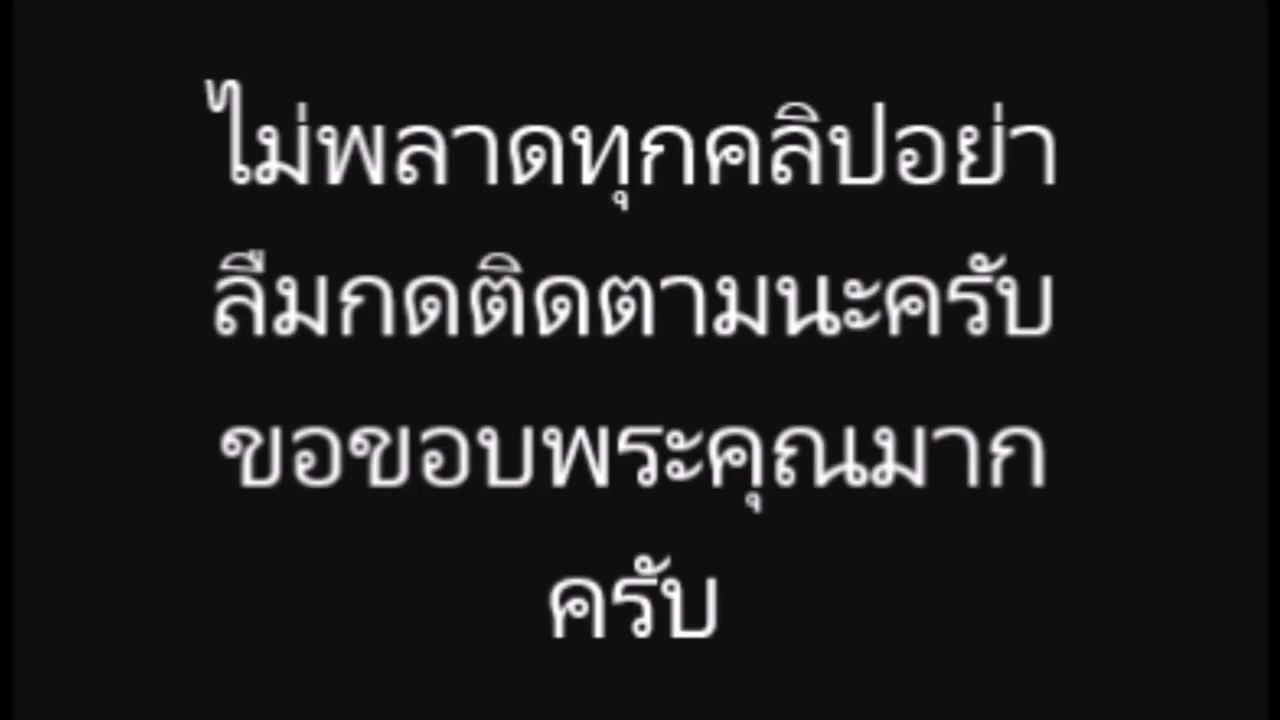 ไม่พลาดทุกคลิปอย่า
ลืมกดติดตามนะครับ
ขอขอบพระคุณมาก
ครับ